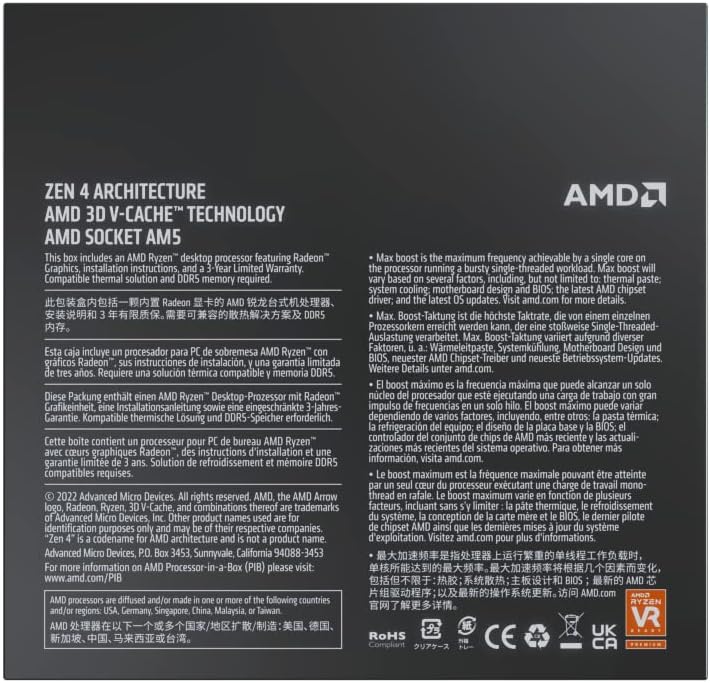 ZEN 4 ARCHITECTURE
AMD 3D V-CACHE™ TECHNOLOGY
AMD SOCKET AM5
This box includes an AMD Ryzen™ desktop processor featuring Radeon™
Graphics, installation instructions, and a 3-Year Limited Warranty.
Compatible thermal solution and DDR5 memory required.
此包装盒内包括一颗内置 Radeon 显卡的 AMD 锐龙台式机处理器、
安装说明和 3 年有限质保。需要可兼容的散热解决方案及 DDR5
内存。
Esta caja incluye un procesador para PC de sobremesa AMD Ryzen™ con
gráficos Radeon™, sus instrucciones de instalación, y una garantía limitada
de tres años. Requiere una solución térmica compatible y memoria DDR5.
Diese Packung enthält einen AMD Ryzen™ Desktop-Prozessor mit Radeon™
Grafikeinheit, eine Installationsanleitung sowie eine eingeschränkte 3-Jahres-
Garantie. Kompatible thermische Lösung und DDR5-Speicher erforderlich.
Cette boîte contient un processeur pour PC de bureau AMD Ryzen™
avec cœurs graphiques Radeon™, des instructions d'installation et une
garantie limitée de 3 ans. Solution de refroidissement et mémoire DDR5
compatibles requises.
© 2022 Advanced Micro Devices. All rights reserved. AMD, the AMD Arrow
logo, Radeon, Ryzen, 3D V-Cache, and combinations thereof are trademarks
of Advanced Micro Devices, Inc. Other product names used are for
identification purposes only and may be of their respective companies.
"Zen 4" is a codename for AMD architecture and is not a product name.
Advanced Micro Devices, P.O. Box 3453, Sunnyvale, California 94088-3453
For more information on AMD Processor-in-a-Box (PIB) please visit:
www.amd.com/PIB
AMD processors are diffused and/or made in one or more of the following countries
and/or regions: USA, Germany, Singapore, China, Malaysia, or Taiwan.
AMD 处理器在以下一个或多个国家/地区扩散/制造：美国、德国、
新加坡、中国、马来西亚或台湾。
AMD
• Max boost is the maximum frequency achievable by a single core on
the processor running a bursty single-threaded workload. Max boost will
vary based on several factors, including, but not limited to: thermal paste;
system cooling; motherboard design and BIOS; the latest AMD chipset
driver; and the latest OS updates. Visit amd.com for more details.
• Max. Boost-Taktung ist die höchste Taktrate, die von einem einzelnen
Prozessorkern erreicht werden kann, der eine stoßweise Single-Threaded-
Auslastung verarbeitet. Max. Boost-Taktung variiert aufgrund diverser
Faktoren, u. a.: Wärmeleitpaste, Systemkühlung, Motherboard Design und
BIOS, neuester AMD Chipset-Treiber und neueste Betriebssystem-Updates.
Weitere Details unter amd.com.
• El boost máximo es la frecuencia máxima que puede alcanzar un solo
núcleo del procesador que esté ejecutando una carga de trabajo con gran
impulso de frecuencias en un solo hilo. El boost máximo puede variar
dependiendo de varios factores, incluyendo, entre otros: la pasta térmica;
la refrigeración del equipo; el diseño de la placa base y la BIOS; el
controlador del conjunto de chips de AMD más reciente y las actuali-
zaciones más recientes del sistema operativo. Para obtener más
información, visita amd.com.
• Le boost maximum est la fréquence maximale pouvant être atteinte
par un seul cœur du processeur exécutant une charge de travail mono-
thread en rafale. Le boost maximum varie en fonction de plusieurs
facteurs, incluant sans s'y limiter : la pâte thermique, le refroidissement
du système, la conception de la carte mère et le BIOS, le dernier pilote
de chipset AMD ainsi que les dernières mises à jour du système
d'exploitation. Visitez amd.com pour plus d'informations.
• 最大加速频率是指处理器上运行繁重的单线程工作负载时，
单核所能达到的最大频率。最大加速频率将根据几个因素而变化，
包括但不限于：热胶；系统散热；主板设计和 BIOS；最新的 AMD 芯
片组驱动程序；以及最新的操作系统更新。访问 AMD.com
官网了解更多详情。
RoHS
Compliant
クリアケース
外箱
トレー
CE
UK
CA
AMD
RYZEN
VR
READY
PREMIUM